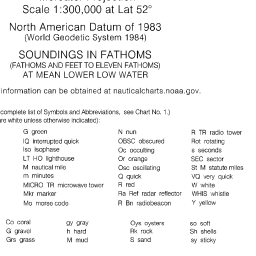 Scale 1:300,000 at Lat 52°
North American Datum of 1983
(World Geodetic System 1984)
SOUNDINGS IN FATHOMS
(FATHOMS AND FEET TO ELEVEN FATHOMS)
AT MEAN LOWER LOW WATER
information can be obtained at nauticalcharts.noaa.gov.
complete list of Symbols and Abbreviations, see Chart No. 1.)
are white unless otherwise indicated):
G green N nun R TR radio tower
IQ interrupted quick OBSC obscured Rot rotating
Iso isophase Oc occulting s seconds
LT HO lighthouse Or orange SEC sector
M nautical mile Osc oscillating St M statute miles
m minutes Q quick VQ very quick
MICRO TR microwave tower R red W white
Mkr marker Ra Ref radar reflector WHIS whistle
Mo morse code R Bn radiobeacon Y yellow
Co coral gy gray Oys oysters so soft
G gravel h hard Rk rock Sh shells
Grs grass M mud S sand sy sticky